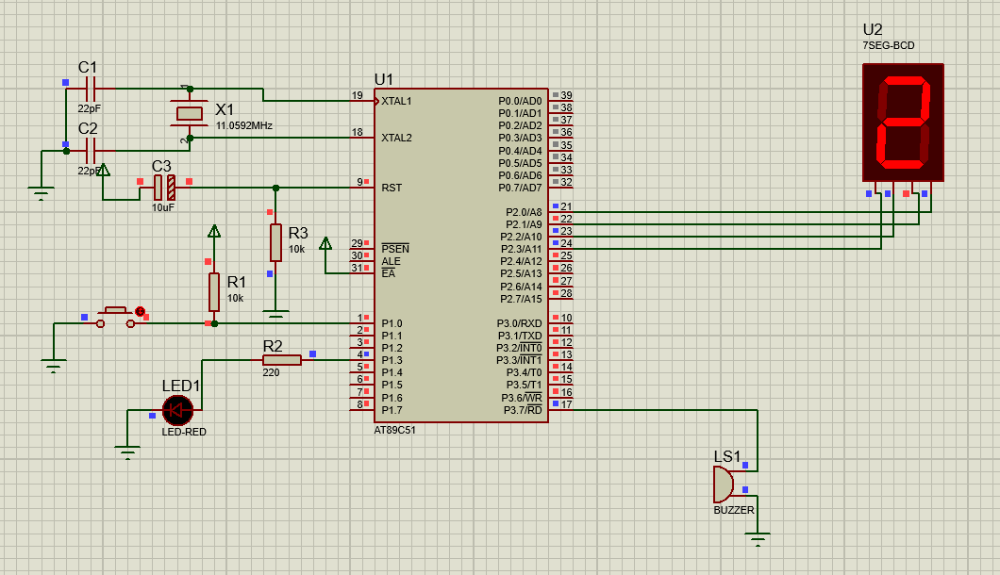 U2
7SEG-BCD
C1
22pF
1
X1
11.0592MHz
2
C2
22pF
C3
10uF
R3
10k
R1
10k
R2
220
LED1
LED-RED
U1
19 XTAL1
18 XTAL2
9 RST
29 PSEN
30 ALE
31 EA
1 P1.0
2 P1.1
3 P1.2
4 P1.3
5 P1.4
6 P1.5
7 P1.6
8 P1.7
P0.0/AD0 39
P0.1/AD1 38
P0.2/AD2 37
P0.3/AD3 36
P0.4/AD4 35
P0.5/AD5 34
P0.6/AD6 33
P0.7/AD7 32
P2.0/A8 21
P2.1/A9 22
P2.2/A10 23
P2.3/A11 24
P2.4/A12 25
P2.5/A13 26
P2.6/A14 27
P2.7/A15 28
P3.0/RXD 10
P3.1/TXD 11
P3.2/INT0 12
P3.3/INT1 13
P3.4/T0 14
P3.5/T1 15
P3.6/WR 16
P3.7/RD 17
AT89C51
LS1
BUZZER
2